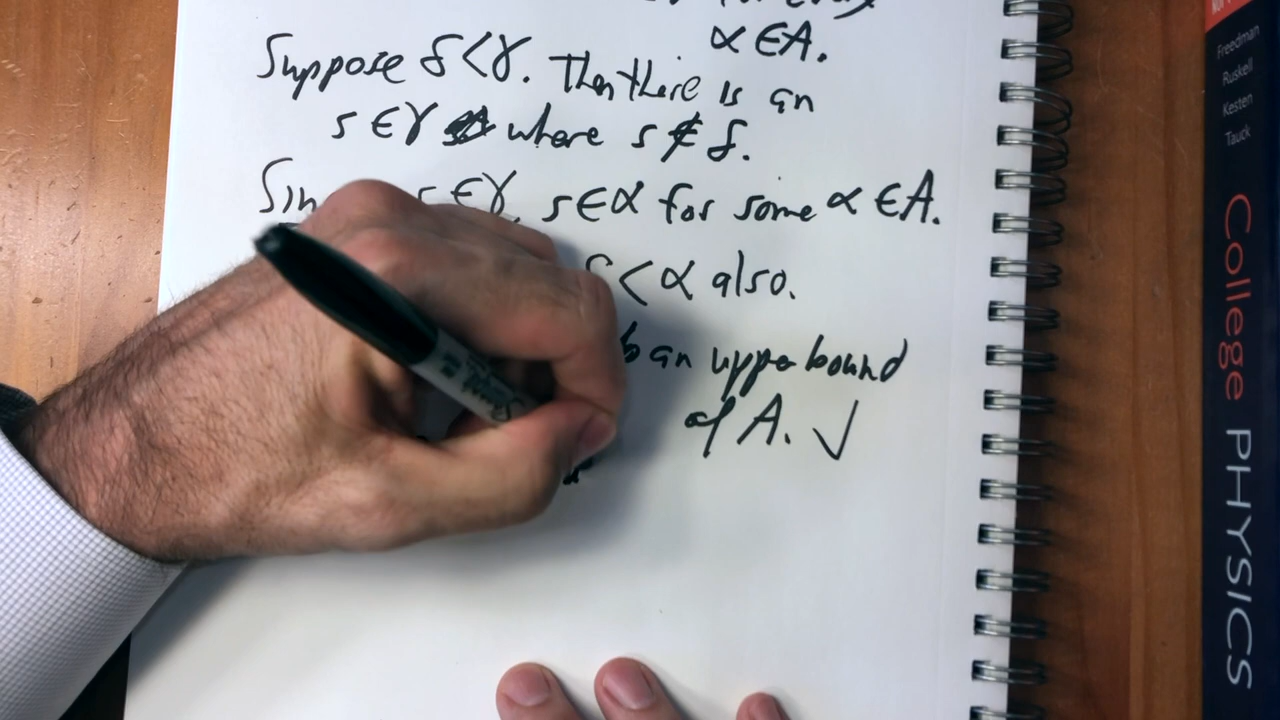 α ∈ A.
Suppose δ < γ. Then there is an
s ∈ γ where s ∉ δ.
Sin s ∈ γ, s ∈ α for some α ∈ A.
δ < α also.
an upper bound
of A. √
Freedman
Ruskell
Kesten
Tauck
College PHYSICS